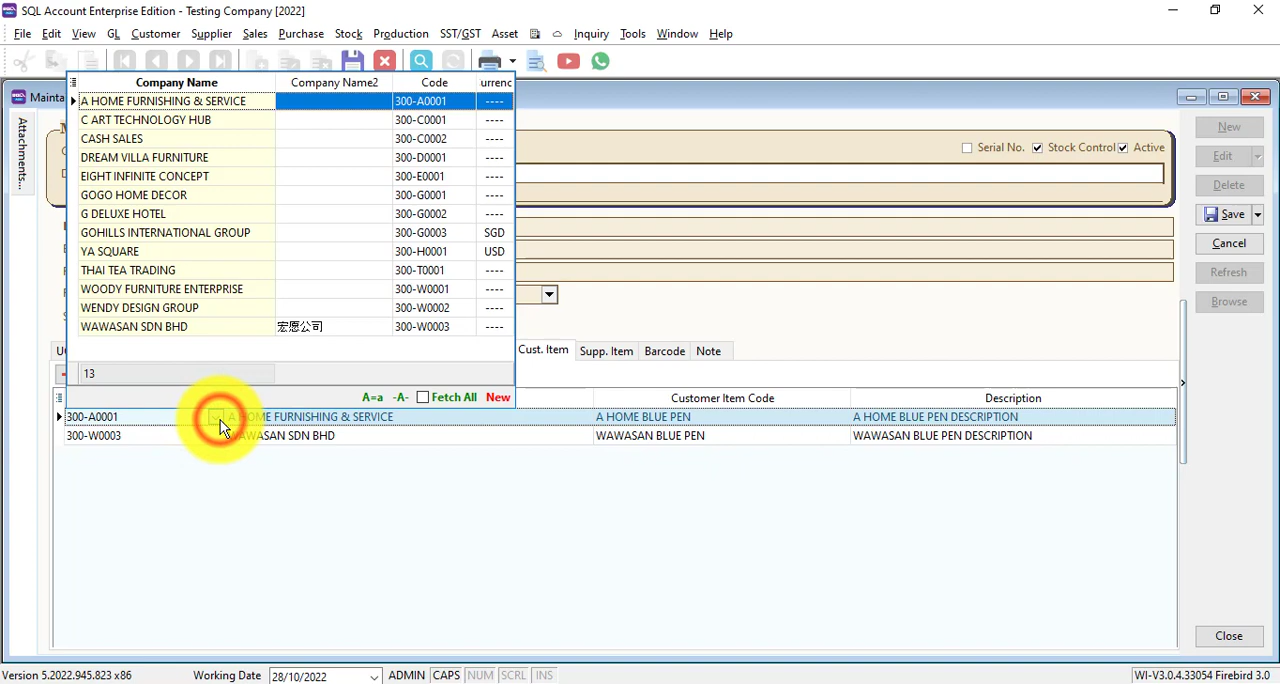 SQL Account Enterprise Edition - Testing Company [2022]
File Edit View GL Customer Supplier Sales Purchase Stock Production SST/GST Asset Inquiry Tools Window Help
Company Name Company Name2 Code urrenc
A HOME FURNISHING & SERVICE 300-A0001 ----
C ART TECHNOLOGY HUB 300-C0001 ----
CASH SALES 300-C0002 ----
DREAM VILLA FURNITURE 300-D0001 ----
EIGHT INFINITE CONCEPT 300-E0001 ----
GOGO HOME DECOR 300-G0001 ----
G DELUXE HOTEL 300-G0002 ----
GOHILLS INTERNATIONAL GROUP 300-G0003 SGD
YA SQUARE 300-H0001 USD
THAI TEA TRADING 300-T0001 ----
WOODY FURNITURE ENTERPRISE 300-W0001 ----
WENDY DESIGN GROUP 300-W0002 ----
WAWASAN SDN BHD 宏愿公司 300-W0003 ----
13
A=a -A- Fetch All New
Mainta
Attachments...
Serial No. Stock Control Active
New
Edit
Delete
Save
Cancel
Refresh
Browse
Cust. Item Supp. Item Barcode Note
Customer Item Code Description
300-A0001 A HOME FURNISHING & SERVICE A HOME BLUE PEN A HOME BLUE PEN DESCRIPTION
300-W0003 WAWASAN SDN BHD WAWASAN BLUE PEN WAWASAN BLUE PEN DESCRIPTION
Close
Version 5.2022.945.823 x86 Working Date 28/10/2022 ADMIN CAPS NUM SCRL INS WI-V3.0.4.33054 Firebird 3.0